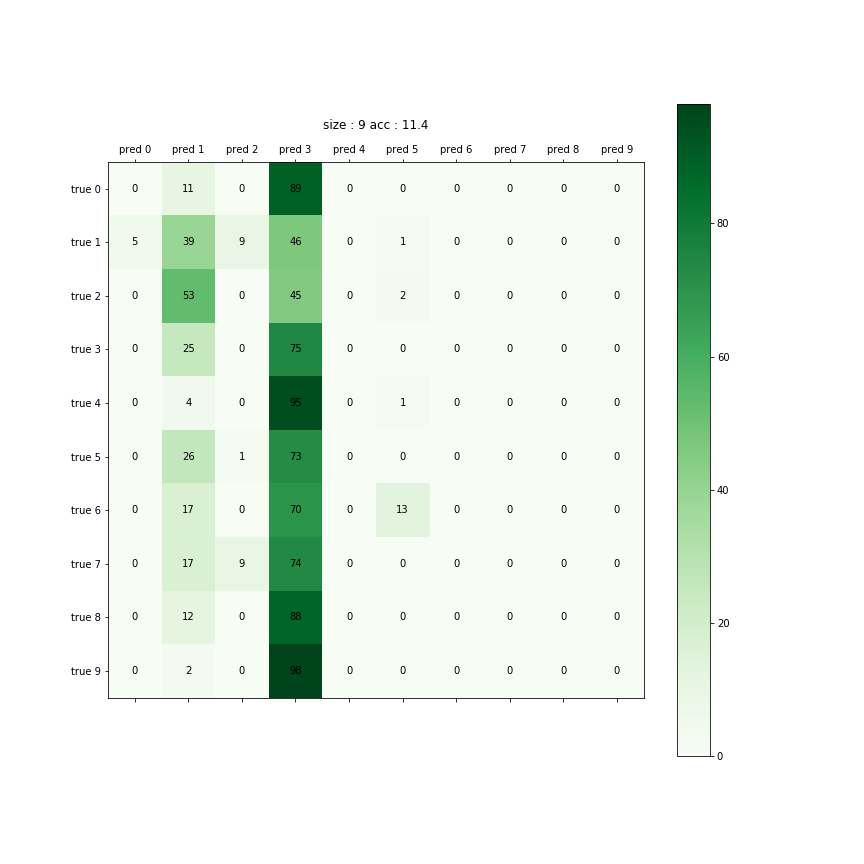 size : 9 acc : 11.4
pred 0 pred 1 pred 2 pred 3 pred 4 pred 5 pred 6 pred 7 pred 8 pred 9
true 0 0 11 0 89 0 0 0 0 0 0
true 1 5 39 9 46 0 1 0 0 0 0
true 2 0 53 0 45 0 2 0 0 0 0
true 3 0 25 0 75 0 0 0 0 0 0
true 4 0 4 0 95 0 1 0 0 0 0
true 5 0 26 1 73 0 0 0 0 0 0
true 6 0 17 0 70 0 13 0 0 0 0
true 7 0 17 9 74 0 0 0 0 0 0
true 8 0 12 0 88 0 0 0 0 0 0
true 9 0 2 0 98 0 0 0 0 0 0
80
60
40
20
0